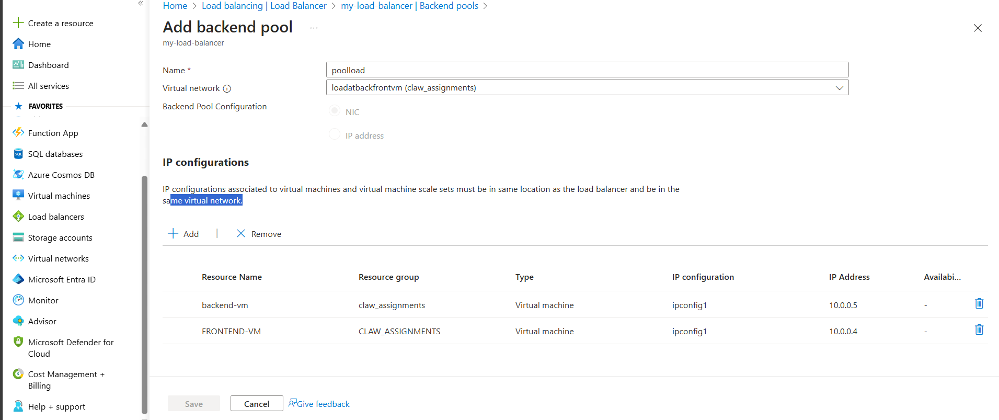 «
Create a resource
Home
Dashboard
All services
FAVORITES
Function App
SQL databases
Azure Cosmos DB
Virtual machines
Load balancers
Storage accounts
Virtual networks
Microsoft Entra ID
Monitor
Advisor
Microsoft Defender for
Cloud
Cost Management +
Billing
Help + support
Home > Load balancing | Load Balancer > my-load-balancer | Backend pools >
Add backend pool ...
my-load-balancer
Name * poolload
Virtual network loadatbackfrontvm (claw_assignments)
Backend Pool Configuration
NIC
IP address
IP configurations
IP configurations associated to virtual machines and virtual machine scale sets must be in same location as the load balancer and be in the
same virtual network.
Add | Remove
Resource Name Resource group Type IP configuration IP Address Availabi...
backend-vm claw_assignments Virtual machine ipconfig1 10.0.0.5 -
FRONTEND-VM CLAW_ASSIGNMENTS Virtual machine ipconfig1 10.0.0.4 -
Save Cancel Give feedback